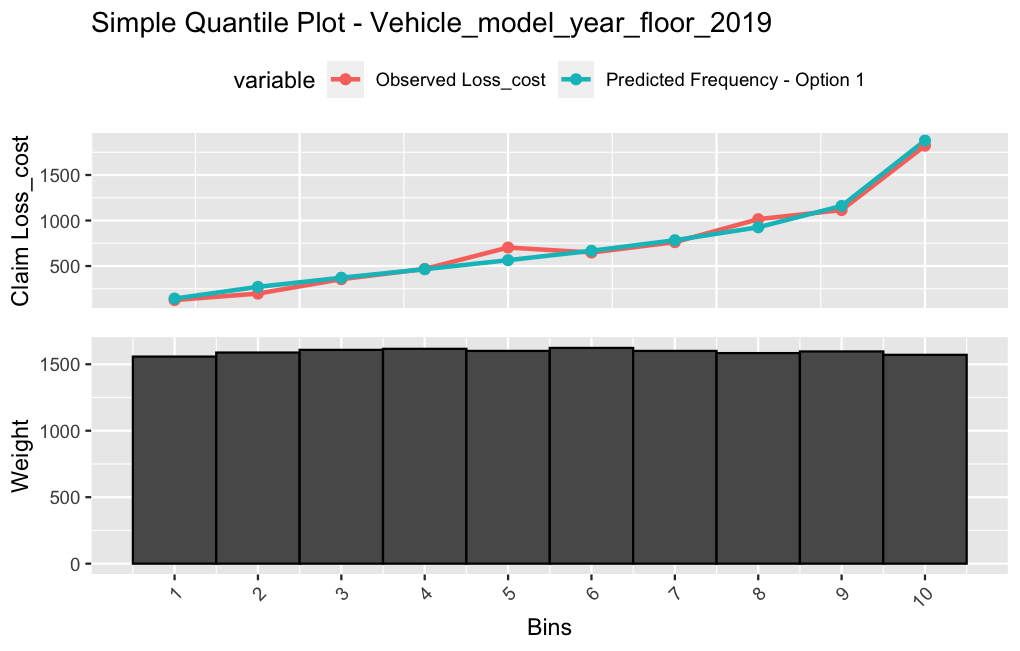 Simple Quantile Plot - Vehicle_model_year_floor_2019
variable Observed Loss_cost Predicted Frequency - Option 1
Claim Loss_cost
1500
1000
500
Weight
1500
1000
500
0
1 2 3 4 5 6 7 8 9 10
Bins